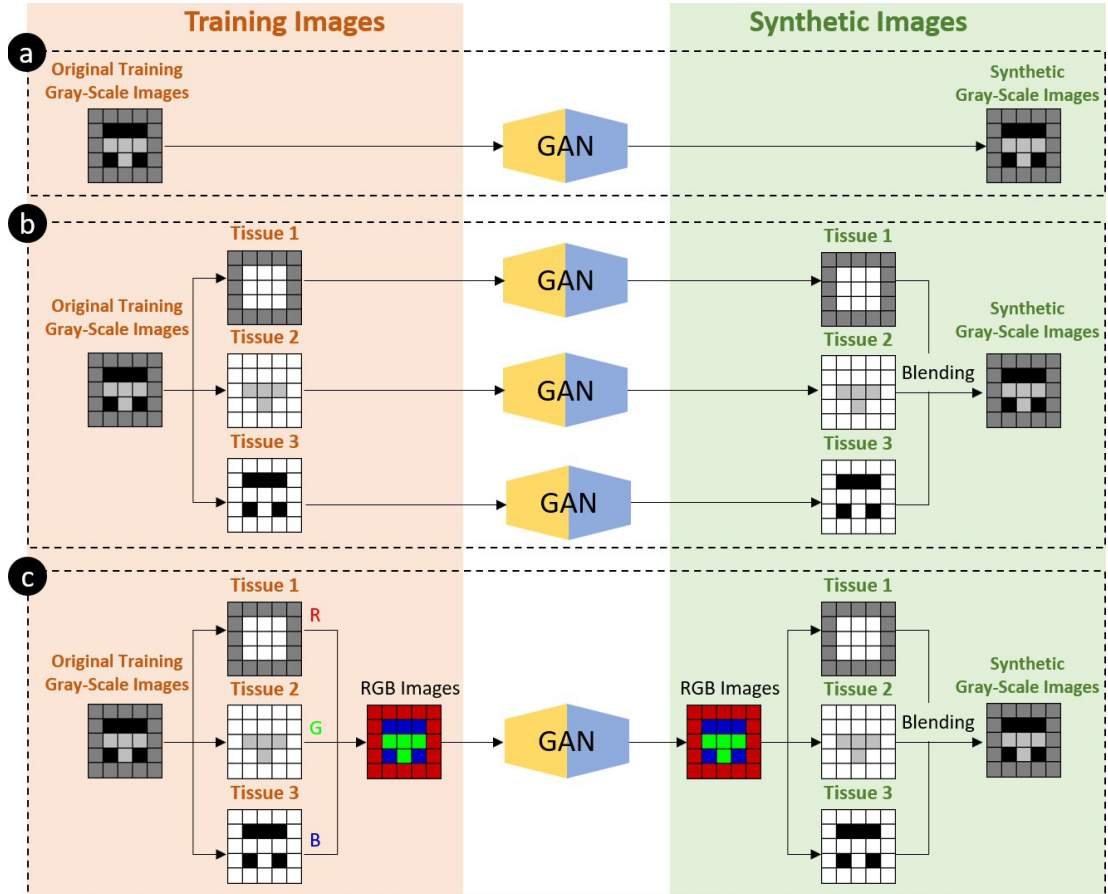 Training Images
Synthetic Images
a
Original Training
Gray-Scale Images
GAN
Synthetic
Gray-Scale Images
b
Original Training
Gray-Scale Images
Tissue 1
Tissue 2
Tissue 3
GAN
GAN
GAN
Tissue 1
Tissue 2
Tissue 3
Blending
Synthetic
Gray-Scale Images
c
Original Training
Gray-Scale Images
Tissue 1
R
Tissue 2
G
Tissue 3
B
RGB Images
GAN
RGB Images
Tissue 1
Tissue 2
Tissue 3
Blending
Synthetic
Gray-Scale Images